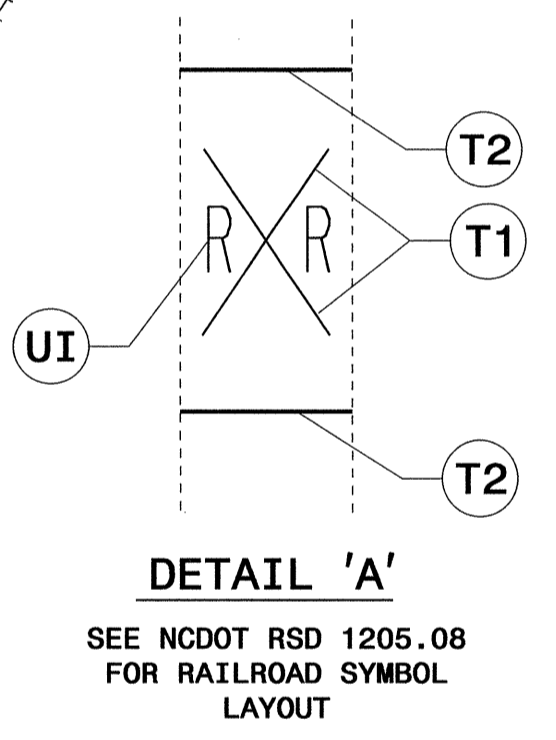 T2
R R
T1
UI
T2
DETAIL 'A'
SEE NCDOT RSD 1205.08
FOR RAILROAD SYMBOL
LAYOUT